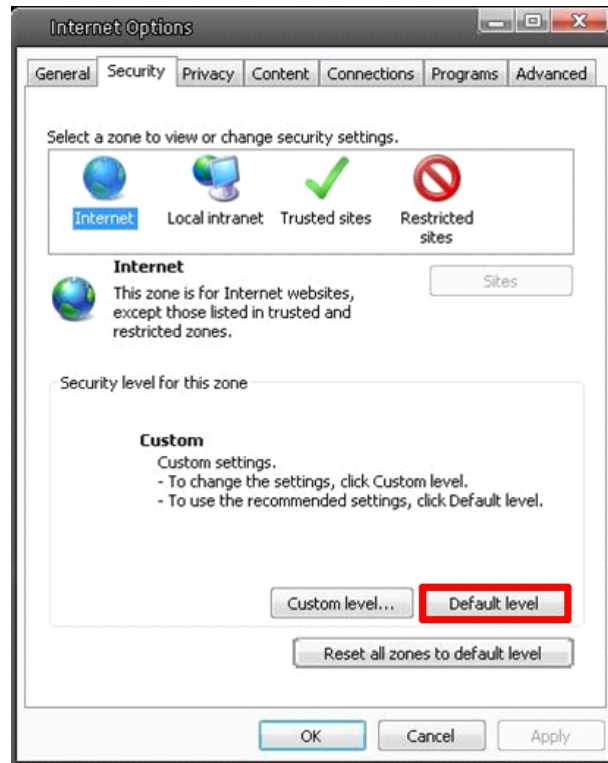 Internet Options
General Security Privacy Content Connections Programs Advanced
Select a zone to view or change security settings.
Internet Local intranet Trusted sites Restricted sites
Internet
This zone is for Internet websites,
except those listed in trusted and
restricted zones.
Sites
Security level for this zone
Custom
Custom settings.
- To change the settings, click Custom level.
- To use the recommended settings, click Default level.
Custom level... Default level
Reset all zones to default level
OK Cancel Apply